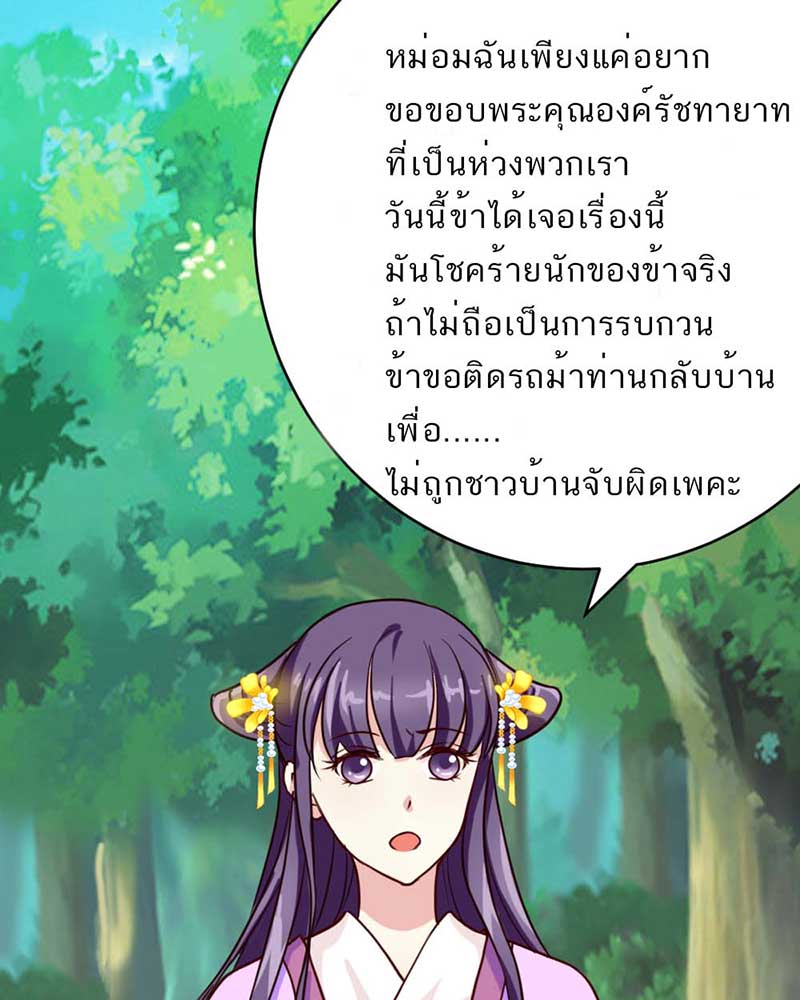 หม่อมฉันเพียงแค่อยาก
ขอขอบพระคุณองค์รัชทายาท
ที่เป็นห่วงพวกเรา
วันนี้ข้าได้เจอเรื่องนี้
มันโชคร้ายนักของข้าจริง
ถ้าไม่ถือเป็นการรบกวน
ข้าขอติดรถม้าท่านกลับบ้าน
เพื่อ......
ไม่ถูกชาวบ้านจับผิดเพคะ